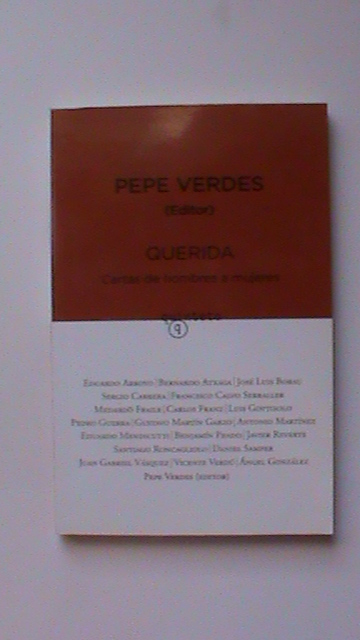 PEPE VERDES
(Editor)
QUERIDA
Cartas de hombres a mujeres
quinteto
q
Eduardo Arroyo|Bernardo Atxaga|José Luis Borau
Sergio Cabrera|Francisco Calvo Serraller
Medardo Fraile|Carlos Franz|Luis Goytisolo
Pedro Guerra|Gustavo Martín Garzo|Antonio Martínez
Eduardo Mendicutti|Benjamín Prado|Javier Reverte
Santiago Roncagliolo|Daniel Samper
Juan Gabriel Vásquez|Vicente Verdú|Ángel González
Pepe Verdes (editor)